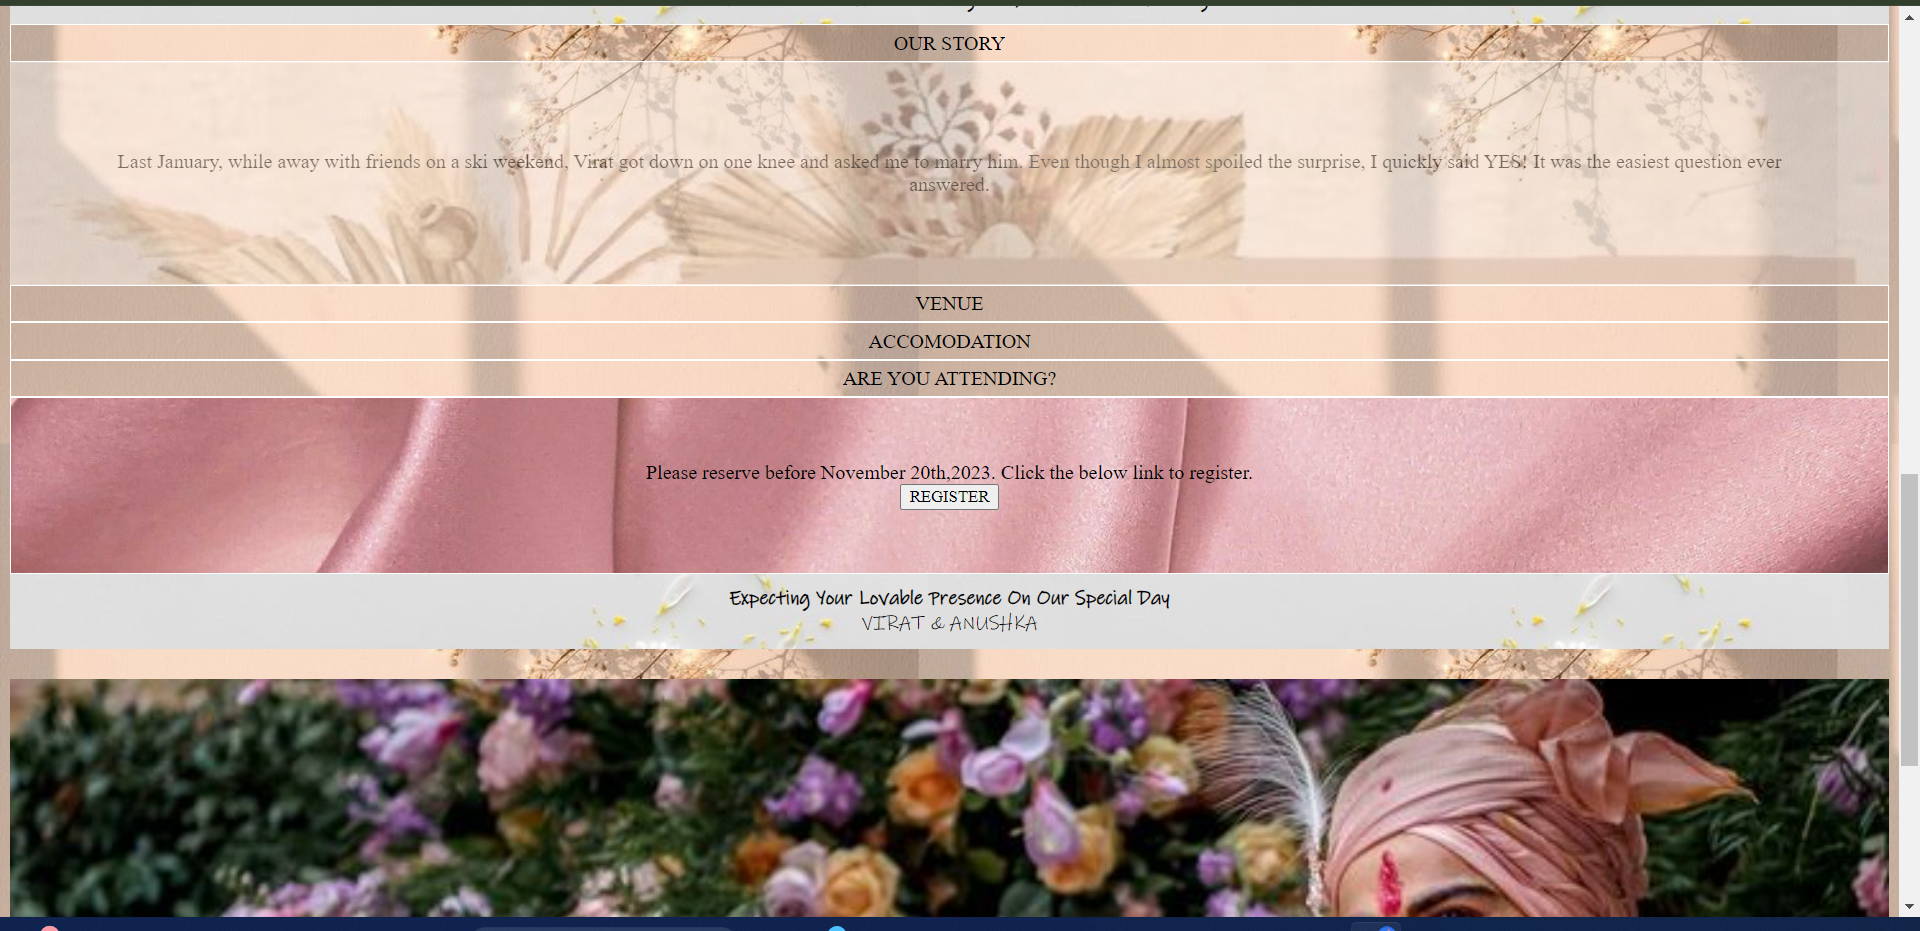 OUR STORY
Last January, while away with friends on a ski weekend, Virat got down on one knee and asked me to marry him. Even though I almost spoiled the surprise, I quickly said YES! It was the easiest question ever
answered.
VENUE
ACCOMODATION
ARE YOU ATTENDING?
Please reserve before November 20th,2023. Click the below link to register.
REGISTER
Expecting Your Lovable Presence On Our Special Day
VIRAT & ANUSHKA